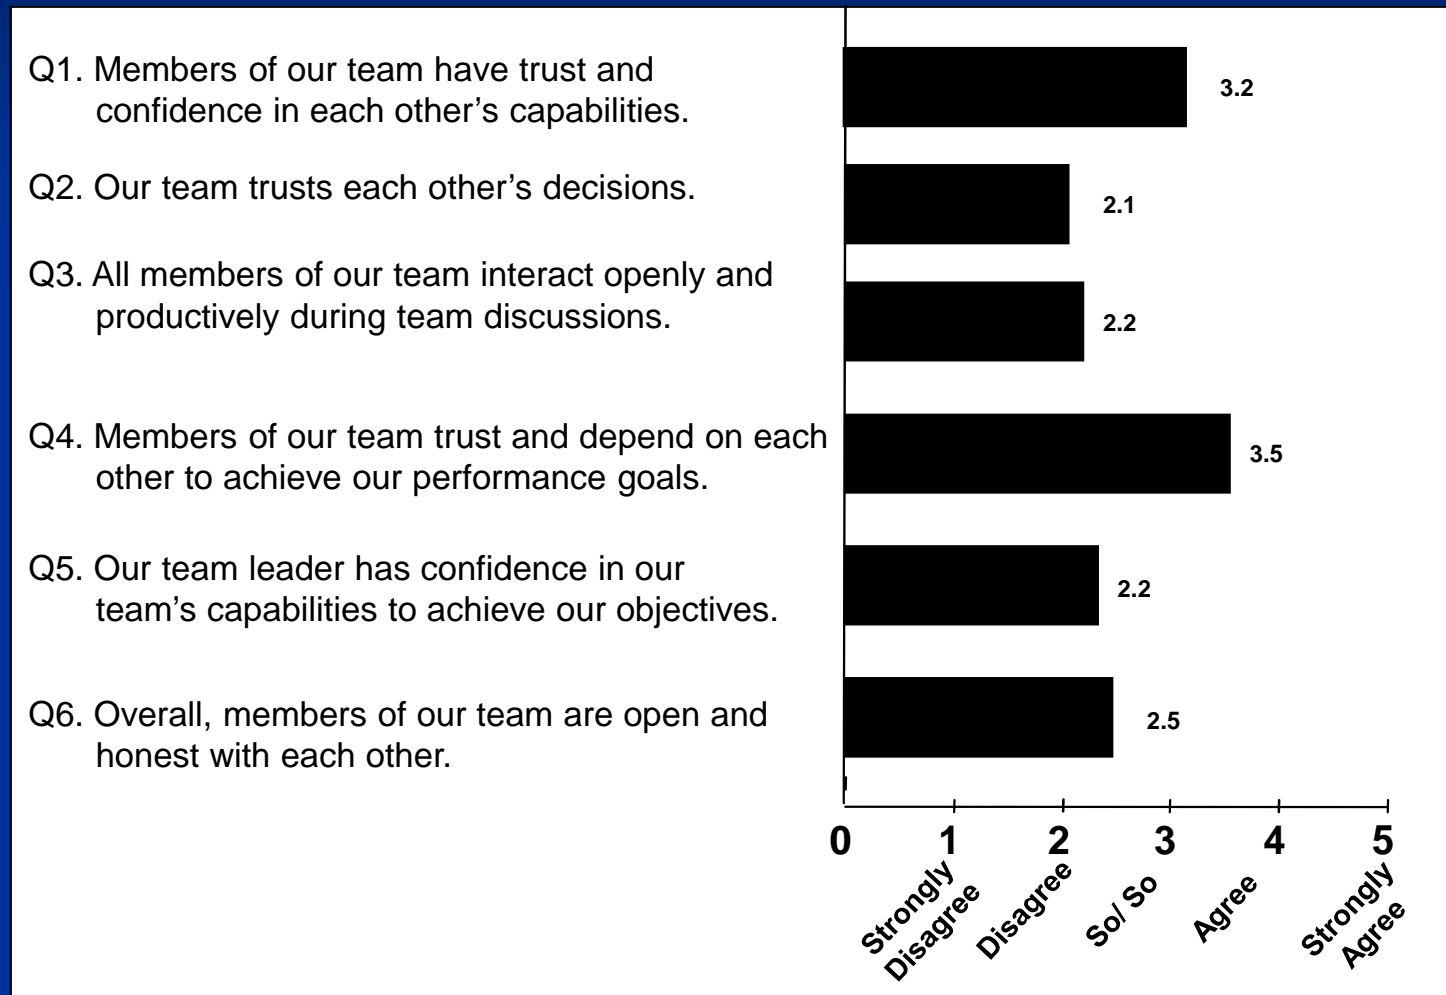 Q1. Members of our team have trust and
confidence in each other's capabilities.
3.2
Q2. Our team trusts each other's decisions.
2.1
Q3. All members of our team interact openly and
productively during team discussions.
2.2
Q4. Members of our team trust and depend on each
other to achieve our performance goals.
3.5
Q5. Our team leader has confidence in our
team's capabilities to achieve our objectives.
2.2
Q6. Overall, members of our team are open and
honest with each other.
2.5
0 1 2 3 4 5
Strongly
Disagree
Disagree
So/ So
Agree
Strongly
Agree